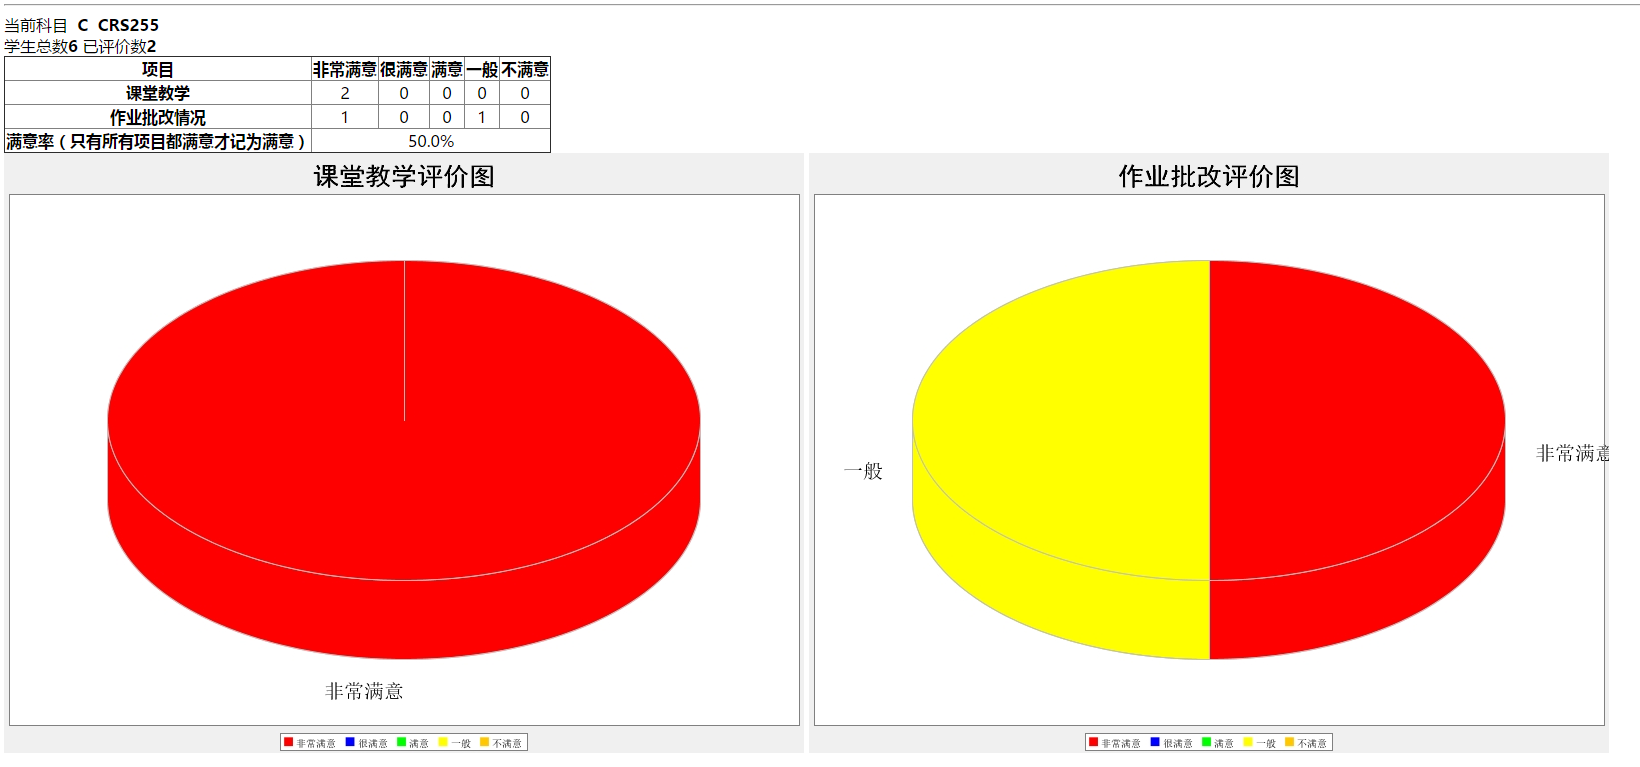 当前科目 C CRS255
学生总数6 已评价数2
项目 非常满意 很满意 满意 一般 不满意
课堂教学 2 0 0 0 0
作业批改情况 1 0 0 1 0
满意率（只有所有项目都满意才记为满意） 50.0%
课堂教学评价图
非常满意
非常满意 很满意 满意 一般 不满意
作业批改评价图
一般
非常满意
非常满意 很满意 满意 一般 不满意